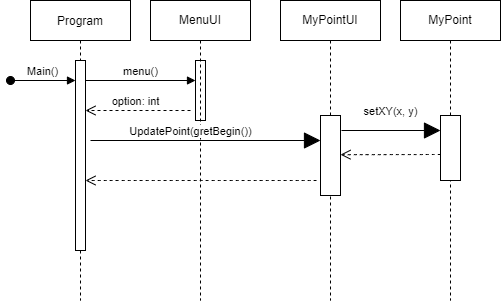 Program
MenuUI
MyPointUI
MyPoint
Main()
menu()
option: int
setXY(x, y)
UpdatePoint(gretBegin())